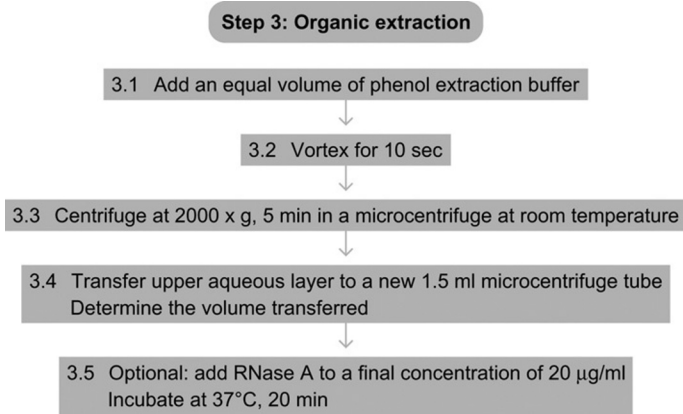 Step 3: Organic extraction
3.1 Add an equal volume of phenol extraction buffer
3.2 Vortex for 10 sec
3.3 Centrifuge at 2000 x g, 5 min in a microcentrifuge at room temperature
3.4 Transfer upper aqueous layer to a new 1.5 ml microcentrifuge tube
Determine the volume transferred
3.5 Optional: add RNase A to a final concentration of 20 μg/ml
Incubate at 37°C, 20 min